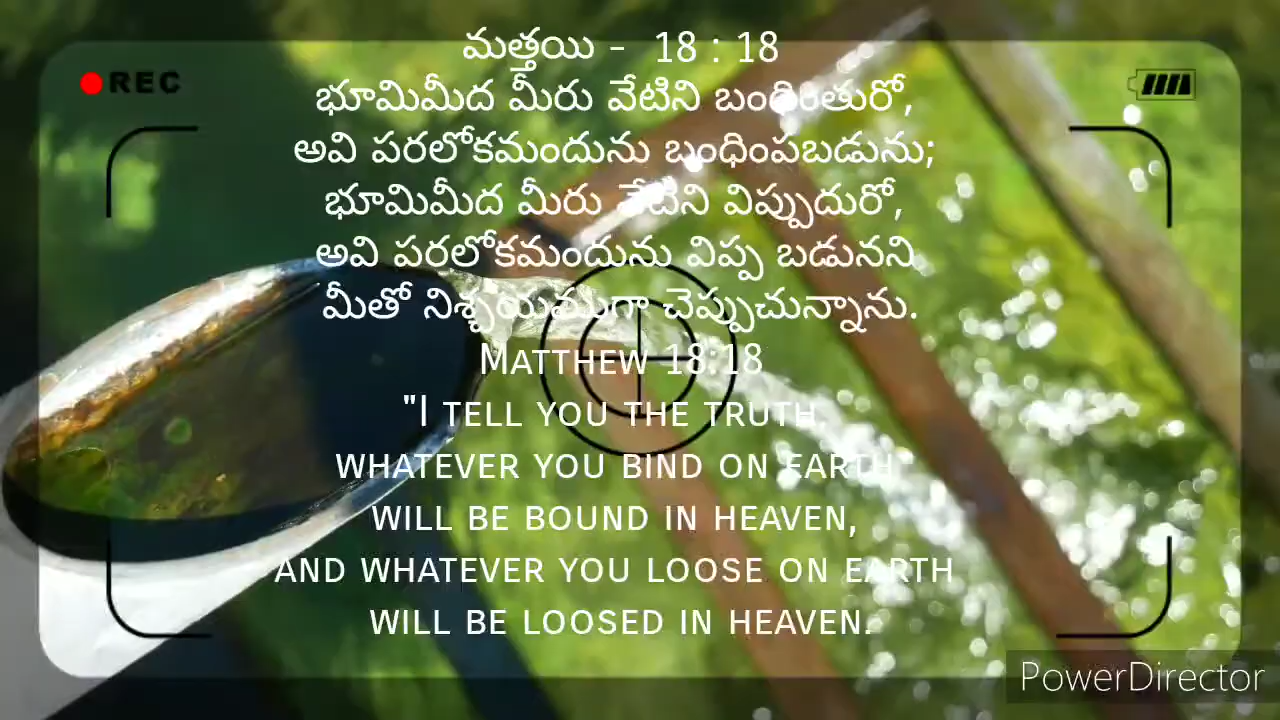 మత్తయి - 18 : 18
REC
భూమిమీద మీరు వేటిని బంధింతురో,
అవి పరలోకమందును బంధింపబడును;
భూమిమీద మీరు వేటిని విప్పుదురో,
అవి పరలోకమందును విప్ప బడునని
మీతో నిశ్చయముగా చెప్పుచున్నాను.
MATTHEW 18:18
"I TELL YOU THE TRUTH,
WHATEVER YOU BIND ON EARTH
WILL BE BOUND IN HEAVEN,
AND WHATEVER YOU LOOSE ON EARTH
WILL BE LOOSED IN HEAVEN.
PowerDirector